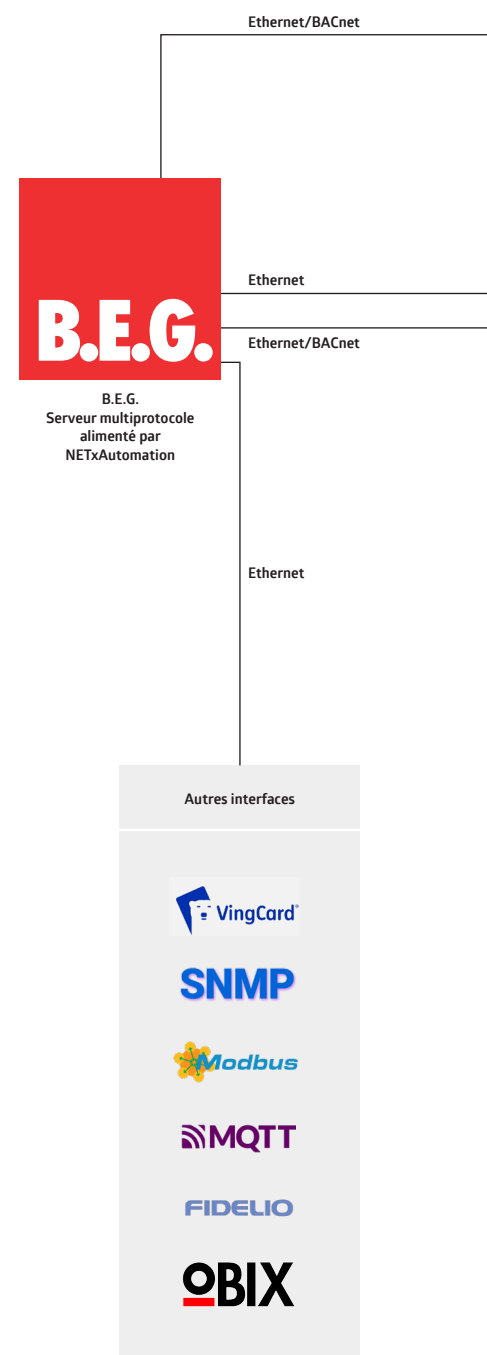 Ethernet/BACnet
B.E.G.
Ethernet
Ethernet/BACnet
B.E.G.
Serveur multiprotocole
alimenté par
NETxAutomation
Ethernet
Autres interfaces
VingCard®
SNMP
Modbus
MQTT
FIDELIO
oBIX